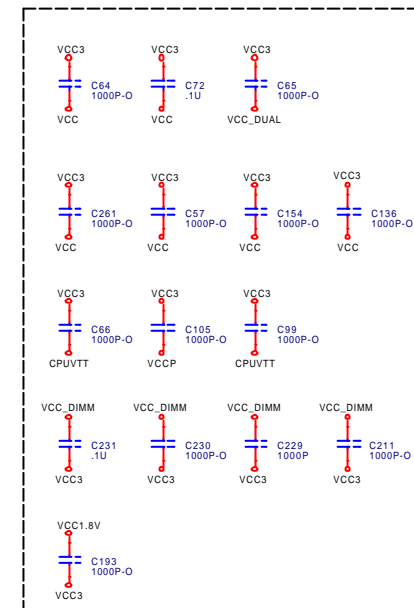 VCC3 VCC3 VCC3
C64 C72 C65
1000P-O .1U 1000P-O
VCC VCC VCC_DUAL
VCC3 VCC3 VCC3 VCC3
C261 C57 C154 C136
1000P-O 1000P-O 1000P-O 1000P-O
VCC VCC VCC VCC
VCC3 VCC3 VCC3
C66 C105 C99
1000P-O 1000P-O 1000P-O
CPUVTT VCCP CPUVTT
VCC_DIMM VCC_DIMM VCC_DIMM VCC_DIMM
C231 C230 C229 C211
.1U 1000P-O 1000P 1000P-O
VCC3 VCC3 VCC3 VCC3
VCC1.8V
C193
1000P-O
VCC3